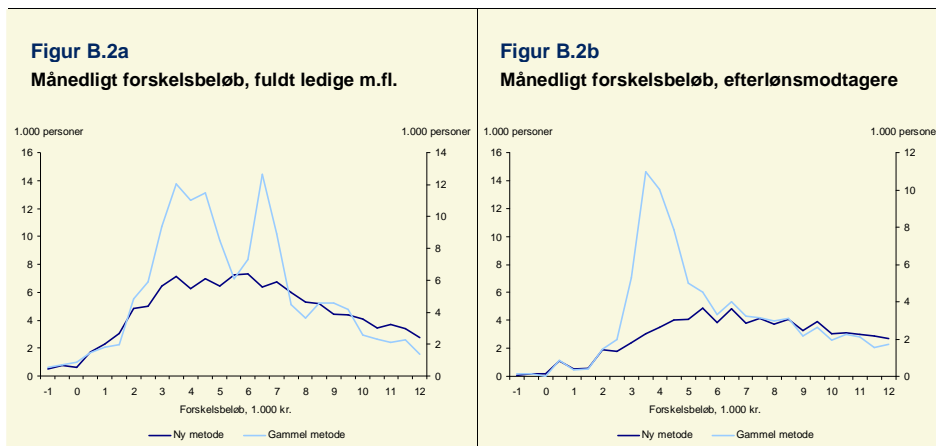 Figur B.2a
Månedligt forskelsbeløb, fuldt ledige m.fl.
1.000 personer 1.000 personer
16 14
14 12
12 10
10 8
8 6
6 4
4 2
2 0
0
-1 0 1 2 3 4 5 6 7 8 9 10 11 12
Forskelsbeløb, 1.000 kr.
Ny metode Gammel metode
Figur B.2b
Månedligt forskelsbeløb, efterlønsmodtagere
1.000 personer 1.000 persone
16 12
14 10
12 8
10 6
8 4
6 2
4 0
2
0
-1 0 1 2 3 4 5 6 7 8 9 10 11 12
Forskelsbeløb, 1.000 kr.
Ny metode Gammel metode